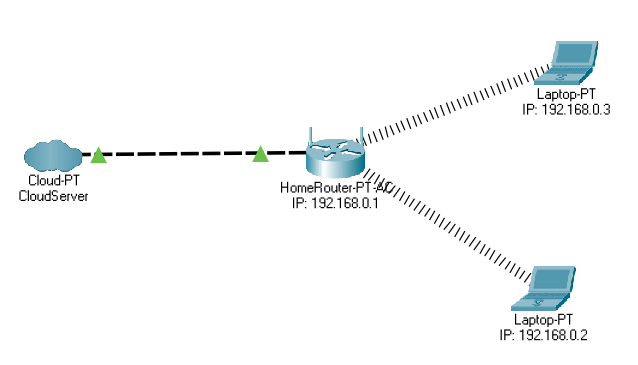 Laptop-PT
IP: 192.168.0.3
Cloud-PT
CloudServer
HomeRouter-PT-AC
IP: 192.168.0.1
Laptop-PT
IP: 192.168.0.2